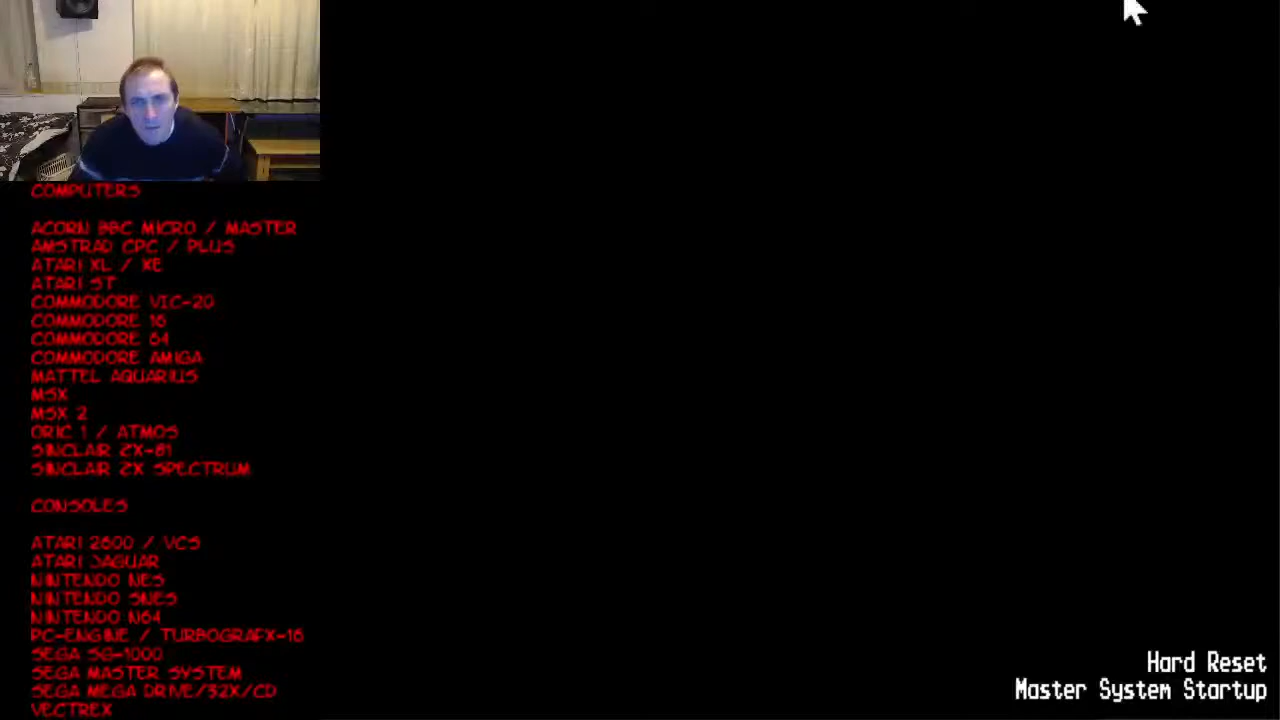 COMPUTERS
ACORN BBC MICRO / MASTER
AMSTRAD CPC / PLUS
ATARI XL / XE
ATARI ST
COMMODORE VIC-20
COMMODORE 16
COMMODORE 64
COMMODORE AMIGA
MATTEL AQUARIUS
MSX
MSX 2
ORIC 1 / ATMOS
SINCLAIR ZX-81
SINCLAIR ZX SPECTRUM
CONSOLES
ATARI 2600 / VCS
ATARI JAGUAR
NINTENDO NES
NINTENDO SNES
NINTENDO N64
PC-ENGINE / TURBOGRAFX-16
SEGA SG-1000
SEGA MASTER SYSTEM
SEGA MEGA DRIVE/32X/CD
VECTREX
Hard Reset
Master System Startup